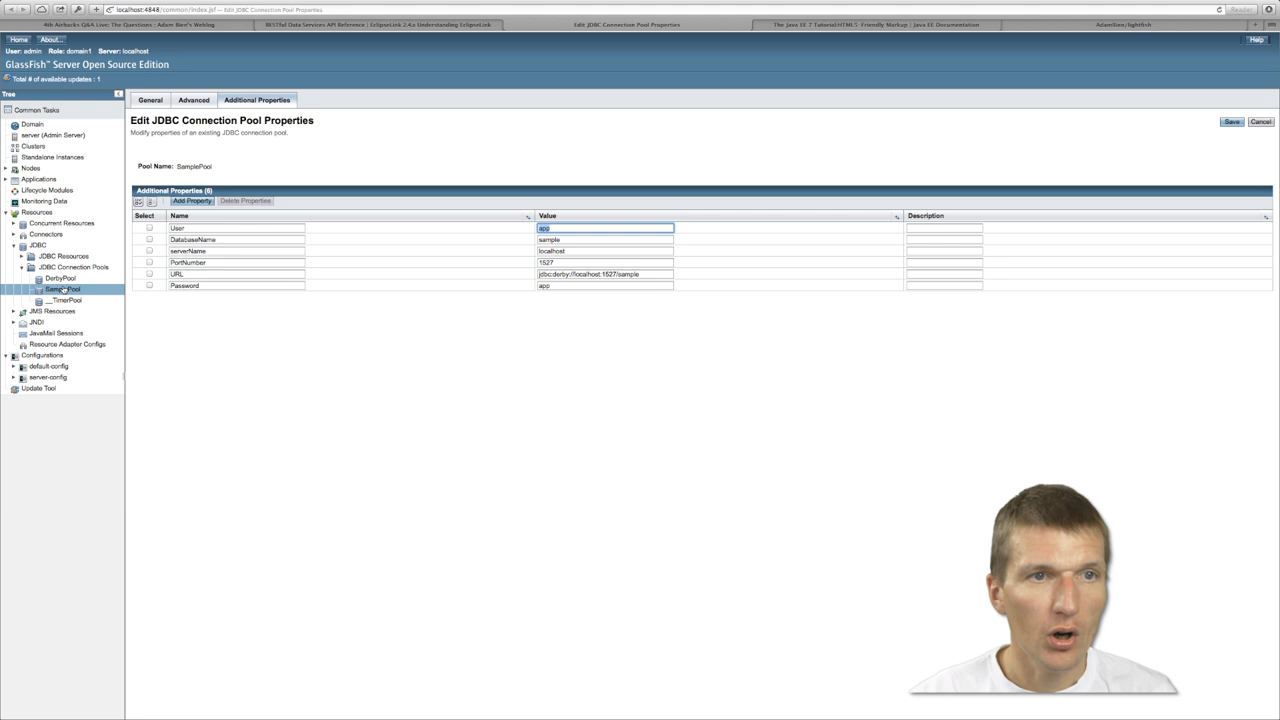 localhost:4848/common/index.jsf — Edit JDBC Connection Pool Properties
Reader
4th Airhacks Q&A Live: The Questions : Adam Bien's Weblog
RESTful Data Services API Reference | EclipseLink 2.4.x Understanding EclipseLink
Edit JDBC Connection Pool Properties
The Java EE 7 Tutorial:HTML5-Friendly Markup | Java EE Documentation
AdamBien/lightfish
Home
About...
Help
User: admin Role: domain1 Server: localhost
GlassFish™ Server Open Source Edition
Total # of available updates : 1
Tree
Common Tasks
Domain
server (Admin Server)
Clusters
Standalone Instances
Nodes
Applications
Lifecycle Modules
Monitoring Data
Resources
Concurrent Resources
Connectors
JDBC
JDBC Resources
JDBC Connection Pools
DerbyPool
SamplePool
__TimerPool
JMS Resources
JNDI
JavaMail Sessions
Resource Adapter Configs
Configurations
default-config
server-config
Update Tool
General
Advanced
Additional Properties
Edit JDBC Connection Pool Properties
Save
Cancel
Modify properties of an existing JDBC connection pool.
Pool Name: SamplePool
Additional Properties (6)
Add Property
Delete Properties
Select Name Value Description
User app
DatabaseName sample
serverName localhost
PortNumber 1527
URL jdbc:derby://localhost:1527/sample
Password app